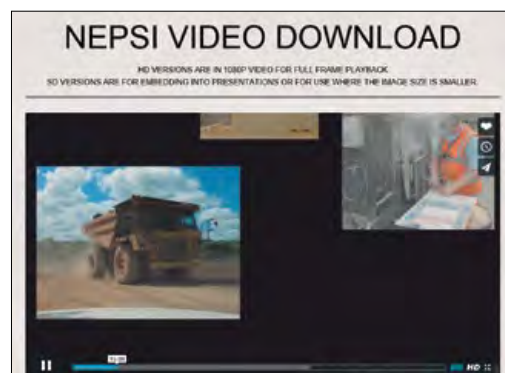 NEPSI VIDEO DOWNLOAD
HD VERSIONS ARE IN 1080P VIDEO FOR FULL FRAME PLAYBACK
SD VERSIONS ARE FOR EMBEDDING INTO PRESENTATIONS OR FOR USE WHERE THE IMAGE SIZE IS SMALLER.
HD